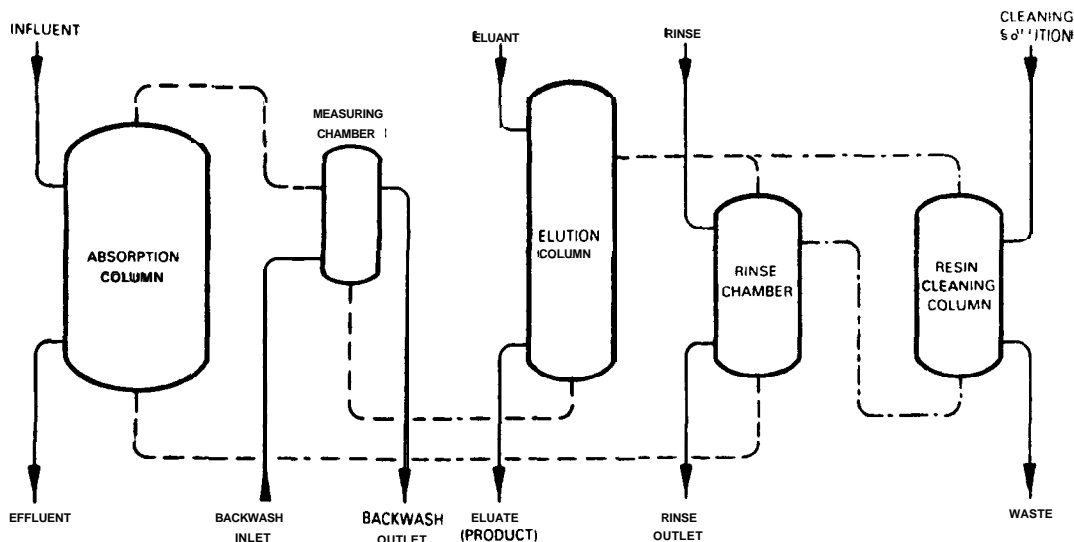 INFLUENT
ELUANT
RINSE
CLEANING
MEASURING
CHAMBER
ABSORPTION
COLUMN
ELUTION
COLUMN
RINSE
CHAMBER
RESIN
CLEANING
COLUMN
EFFLUENT
BACKWASH
INLET
BACKWASH
OUTLET
ELUATE
(PRODUCT)
RINSE
OUTLET
WASTE